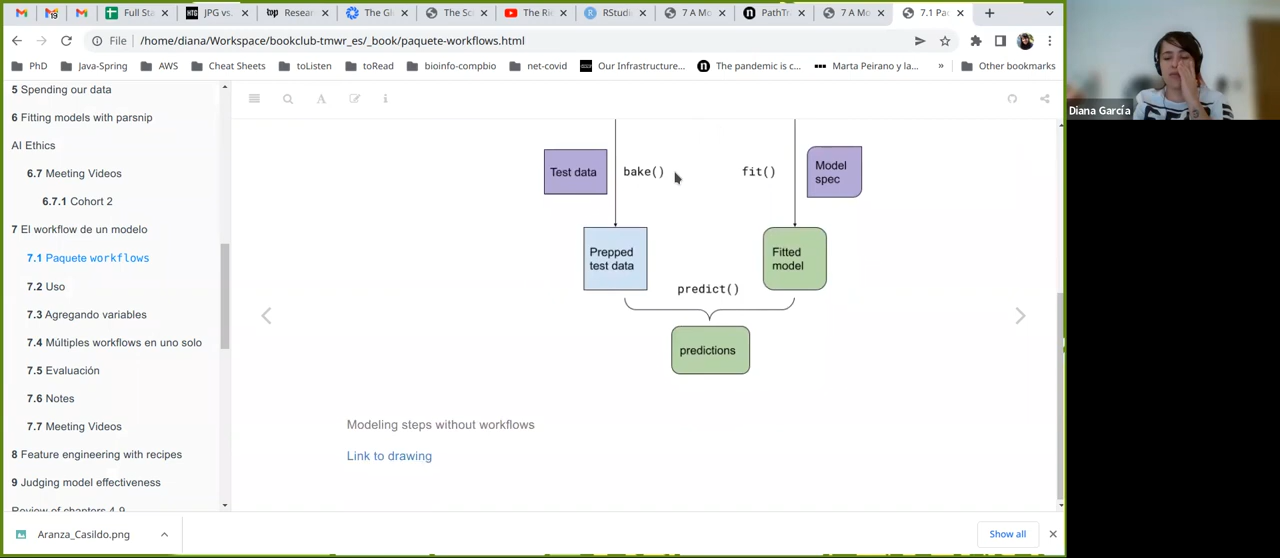 Full Sta
JPG vs.
Resear
The Gl
The Sc
The Ri
RStudi
7 A Mo
PathTr
7 A Mo
7.1 Pac
File /home/diana/Workspace/bookclub-tmwr_es/_book/paquete-workflows.html
PhD Java-Spring AWS Cheat Sheets toListen toRead bioinfo-combio net-covid Our Infrastructure... The pandemic is c... Marta Peirano y la... » Other bookmarks
5 Spending our data
6 Fitting models with parsnip
AI Ethics
6.7 Meeting Videos
6.7.1 Cohort 2
7 El workflow de un modelo
7.1 Paquete workflows
7.2 Uso
7.3 Agregando variables
7.4 Múltiples workflows en uno solo
7.5 Evaluación
7.6 Notes
7.7 Meeting Videos
8 Feature engineering with recipes
9 Judging model effectiveness
Review of chapters 4-9
Test data
bake()
fit()
Model
spec
Prepped
test data
Fitted
model
predict()
predictions
Modeling steps without workflows
Link to drawing
Aranza_Casildo.png
Show all
Diana García